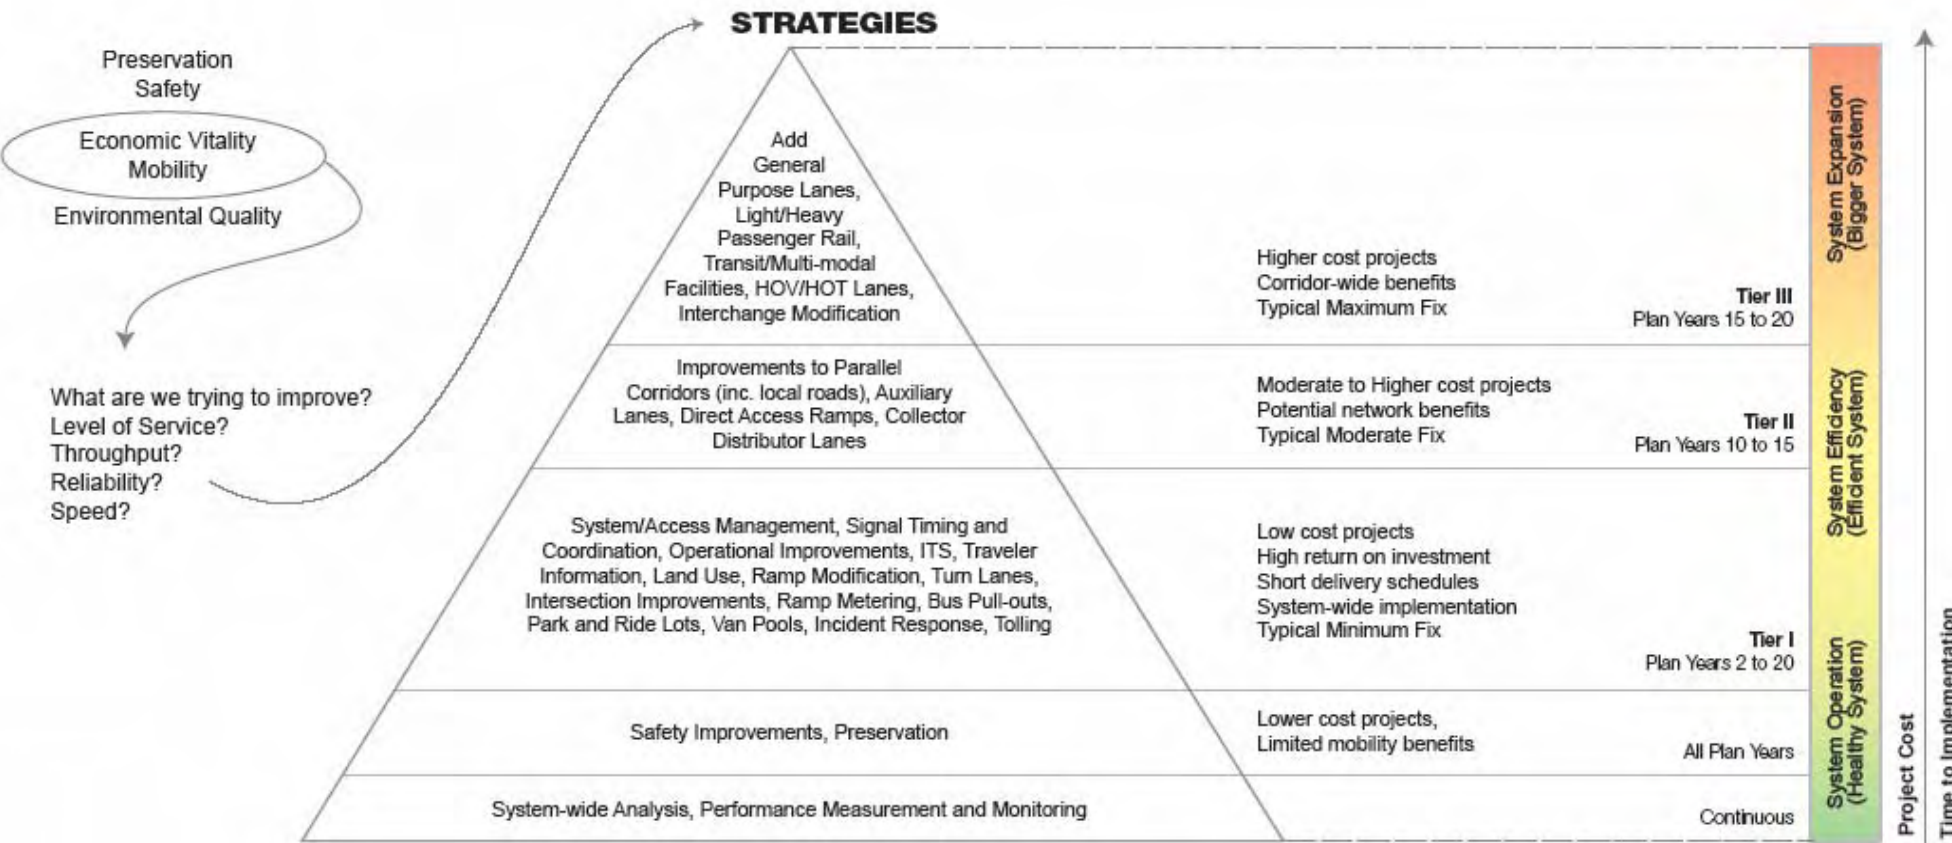 STRATEGIES
Preservation
Safety
Economic Vitality
Mobility
Environmental Quality
What are we trying to improve?
Level of Service?
Throughput?
Reliability?
Speed?
Add
General
Purpose Lanes,
Light/Heavy
Passenger Rail,
Transit/Multi-modal
Facilities, HOV/HOT Lanes,
Interchange Modification
Higher cost projects
Corridor-wide benefits
Typical Maximum Fix
Tier III
Plan Years 15 to 20
Improvements to Parallel
Corridors (inc. local roads), Auxiliary
Lanes, Direct Access Ramps, Collector
Distributor Lanes
Moderate to Higher cost projects
Potential network benefits
Typical Moderate Fix
Tier II
Plan Years 10 to 15
System/Access Management, Signal Timing and
Coordination, Operational Improvements, ITS, Traveler
Information, Land Use, Ramp Modification, Turn Lanes,
Intersection Improvements, Ramp Metering, Bus Pull-outs,
Park and Ride Lots, Van Pools, Incident Response, Tolling
Low cost projects
High return on investment
Short delivery schedules
System-wide implementation
Typical Minimum Fix
Tier I
Plan Years 2 to 20
Safety Improvements, Preservation
Lower cost projects,
Limited mobility benefits
All Plan Years
System-wide Analysis, Performance Measurement and Monitoring
Continuous
System Expansion
(Bigger System)
System Efficiency
(Efficient System)
System Operation
(Healthy System)
Project Cost
Time to Implementation